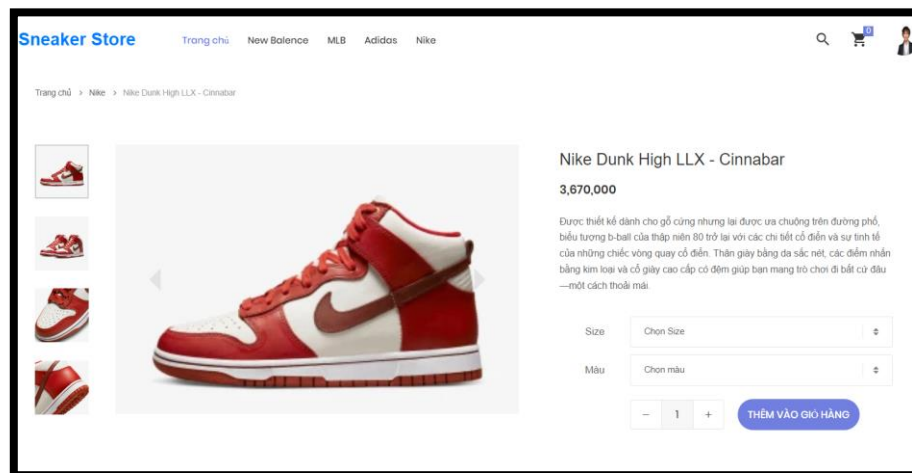 Sneaker Store
Trang chủ New Balence MLB Adidas Nike
0
Trang chủ > Nike > Nike Dunk High LLX - Cinnabar
Nike Dunk High LLX - Cinnabar
3,670,000
Được thiết kế dành cho gỗ cứng nhưng lại được ưa chuộng trên đường phố,
biểu tượng b-ball của thập niên 80 trở lại với các chi tiết cổ điển và sự tinh tế
của những chiếc vòng quay cổ điển. Thân giày bằng da sắc nét, các điểm nhấn
bằng kim loại và cổ giày cao cấp có đệm giúp bạn mang trò chơi đi bất cứ đâu
—một cách thoải mái.
Size Chọn Size
Màu Chọn màu
− 1 + THÊM VÀO GIỎ HÀNG